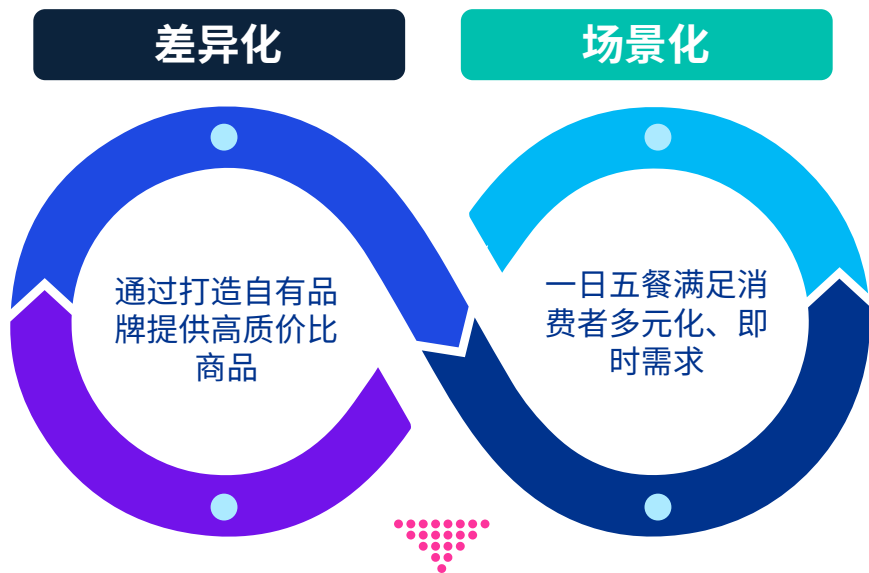 差异化
场景化
通过打造自有品
牌提供高质价比
商品
一日五餐满足消
费者多元化、即
时需求